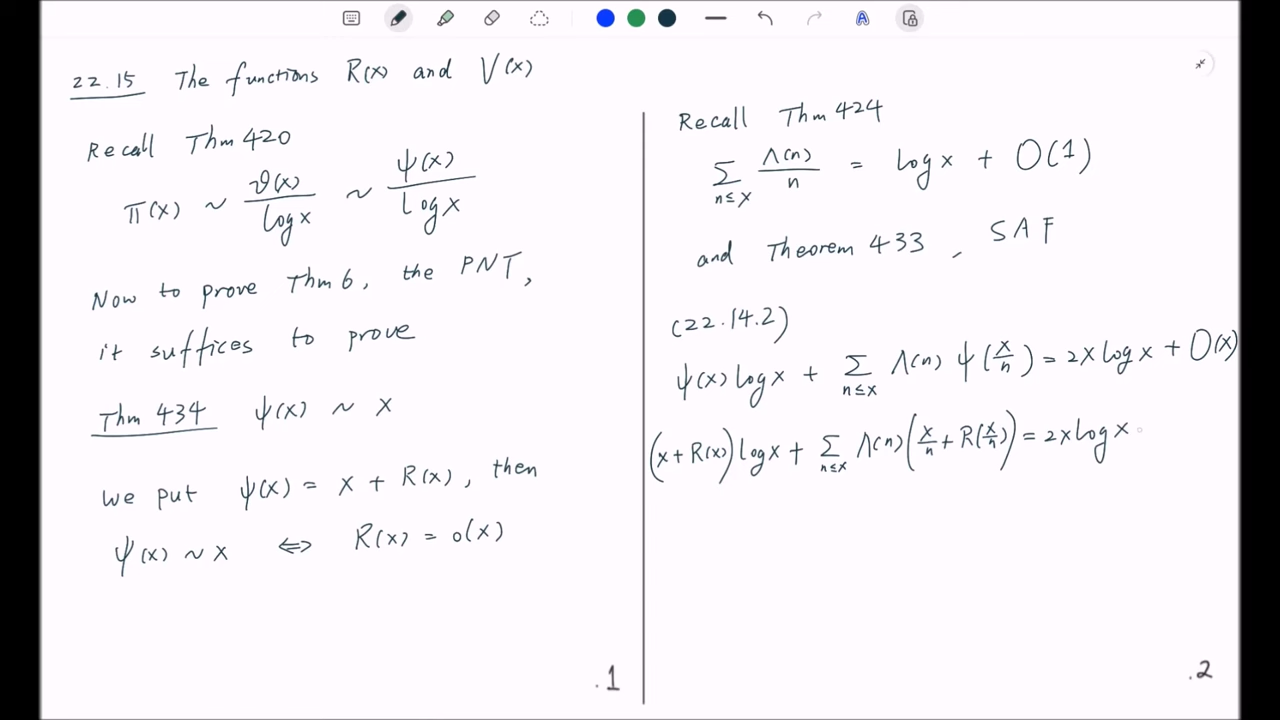 22.15 The functions R(x) and V(x)
Recall Thm 420
π(x) ~ ϑ(x)/log x ~ ψ(x)/log x
Now to prove Thm 6, the PNT,
it suffices to prove
Thm 434 ψ(x) ~ x
We put ψ(x) = x + R(x), then
ψ(x) ~ x ⇔ R(x) = o(x)
.1
Recall Thm 424
∑_{n≤x} Λ(n)/n = log x + O(1)
and Theorem 433, SAF
(22.14.2)
ψ(x) log x + ∑_{n≤x} Λ(n) ψ(x/n) = 2x log x + O(x)
(x + R(x)) log x + ∑_{n≤x} Λ(n) (x/n + R(x/n)) = 2x log x
.2